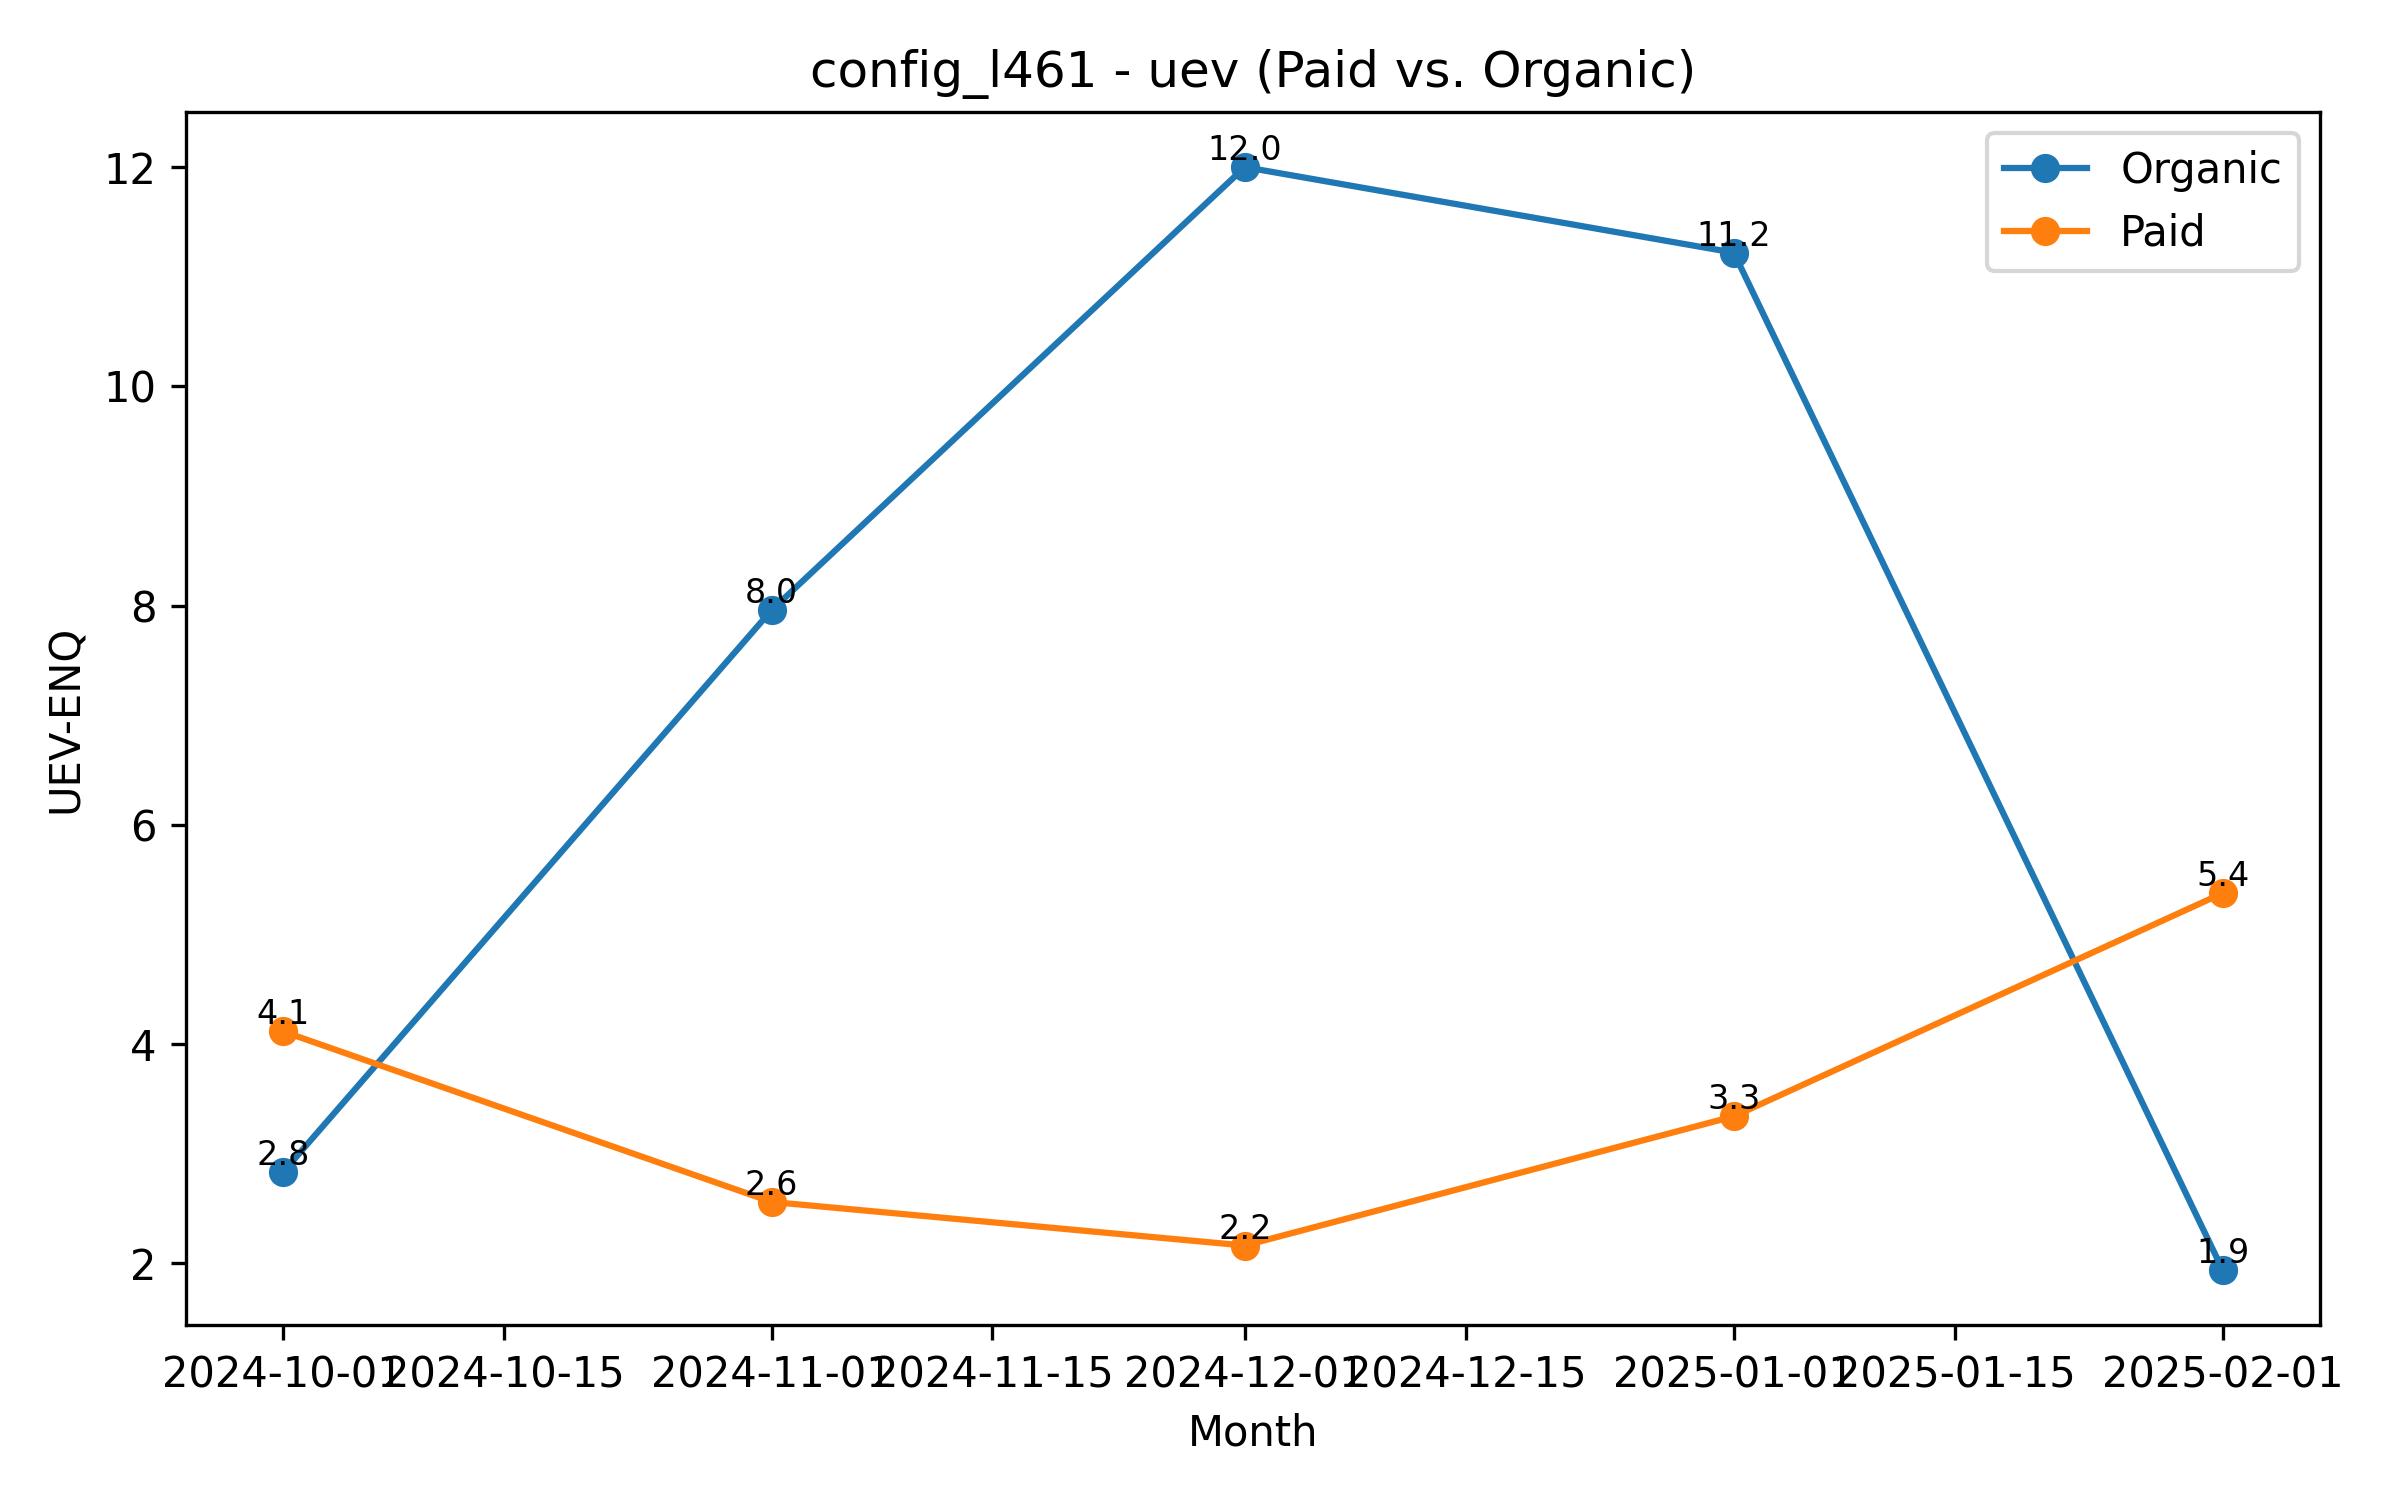 config_l461 - uev (Paid vs. Organic)
Organic
Paid
UEV-ENQ
12
10
8
6
4
2
12.0
11.2
8.0
5.4
4.1
3.3
2.8
2.6
2.2
1.9
2024-10-01 2024-10-15 2024-11-01 2024-11-15 2024-12-01 2024-12-15 2025-01-01 2025-01-15 2025-02-01
Month